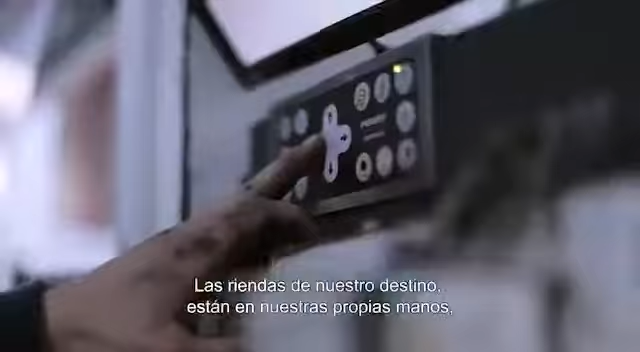 Las riendas de nuestro destino,
están en nuestras propias manos,